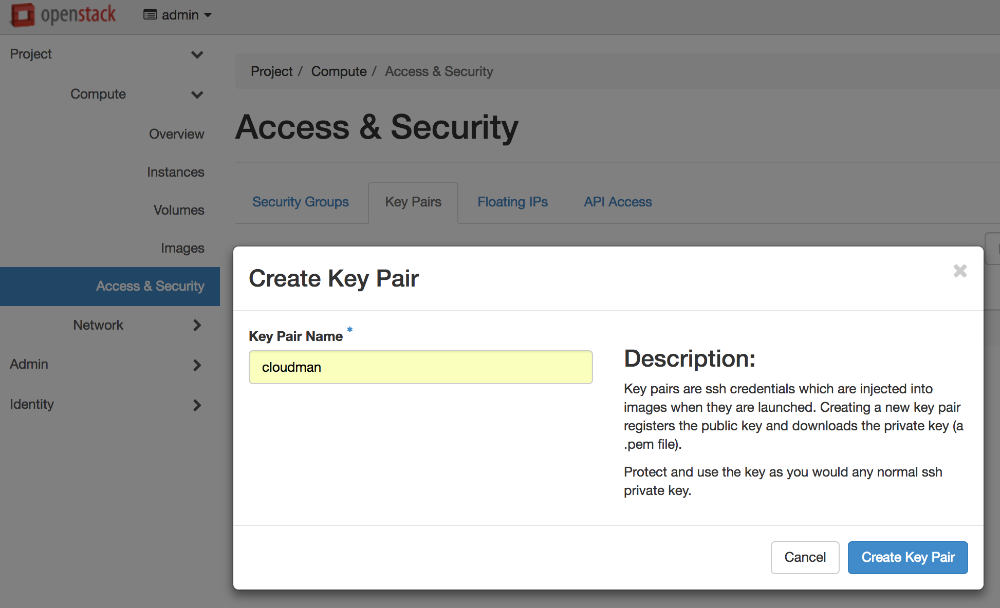 openstack admin
Project
Compute
Overview
Instances
Volumes
Images
Access & Security
Network
Admin
Identity
Project / Compute / Access & Security
Access & Security
Security Groups Key Pairs Floating IPs API Access
Create Key Pair
Key Pair Name *
cloudman
Description:
Key pairs are ssh credentials which are injected into
images when they are launched. Creating a new key pair
registers the public key and downloads the private key (a
.pem file).
Protect and use the key as you would any normal ssh
private key.
Cancel Create Key Pair